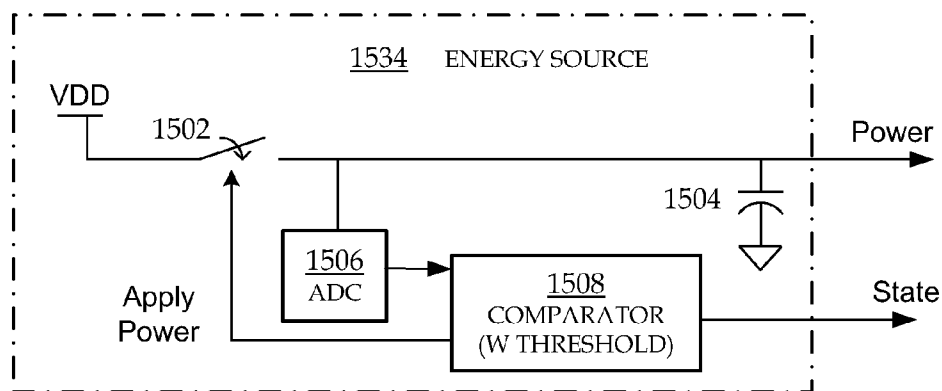 1534 ENERGY SOURCE
VDD
1502
Power
1504
1506
ADC
1508
COMPARATOR
(W THRESHOLD)
State
Apply
Power